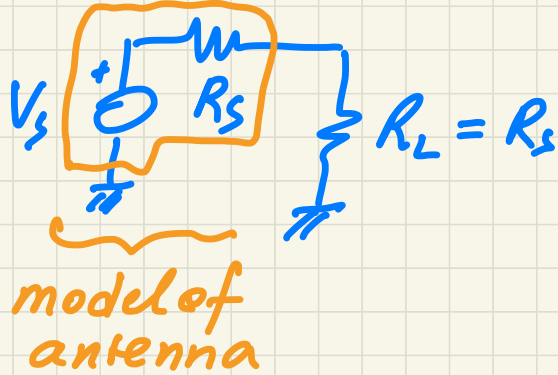 +
Vs
Rs
RL = Rs
model of
antenna